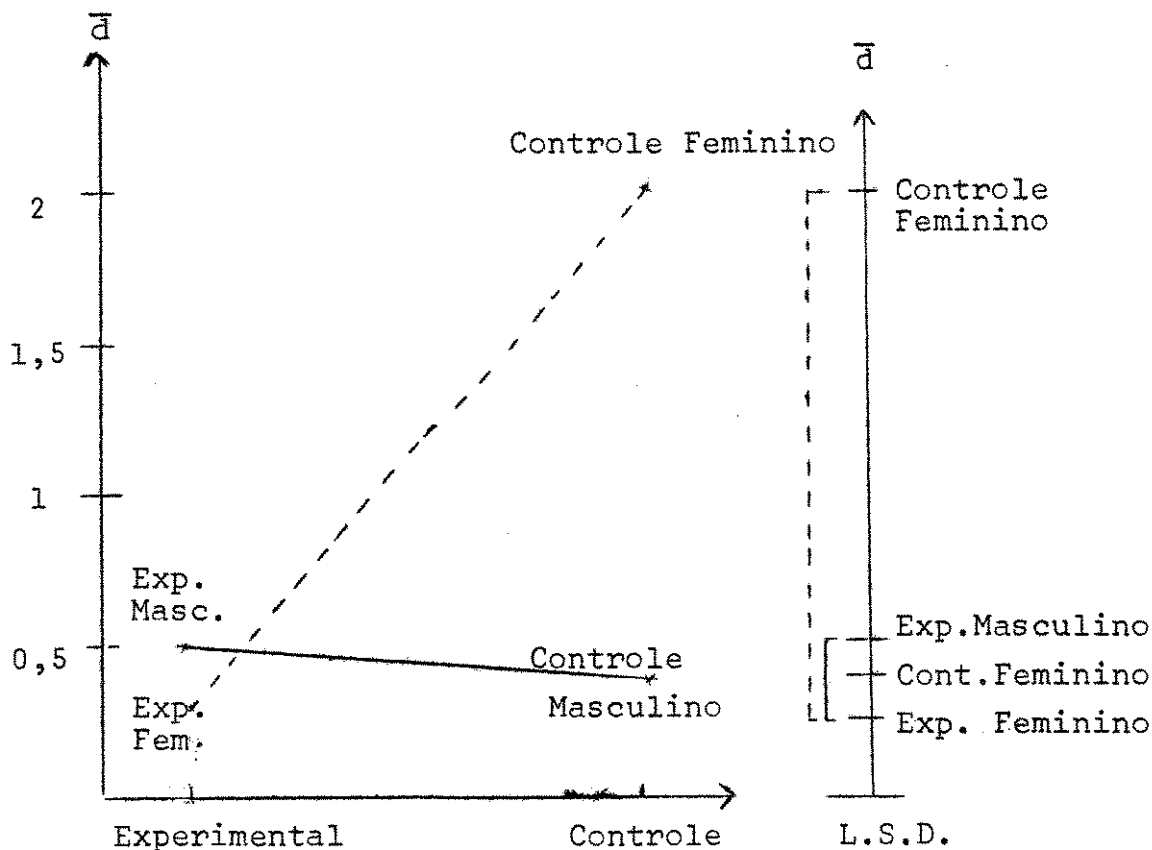 d̅
d̅
Controle Feminino
Controle
Feminino
2
1,5
1
Exp.
Masc.
0,5
Controle
Masculino
Exp.
Fem.
Exp.Masculino
Cont.Feminino
Exp. Feminino
Experimental
Controle
L.S.D.